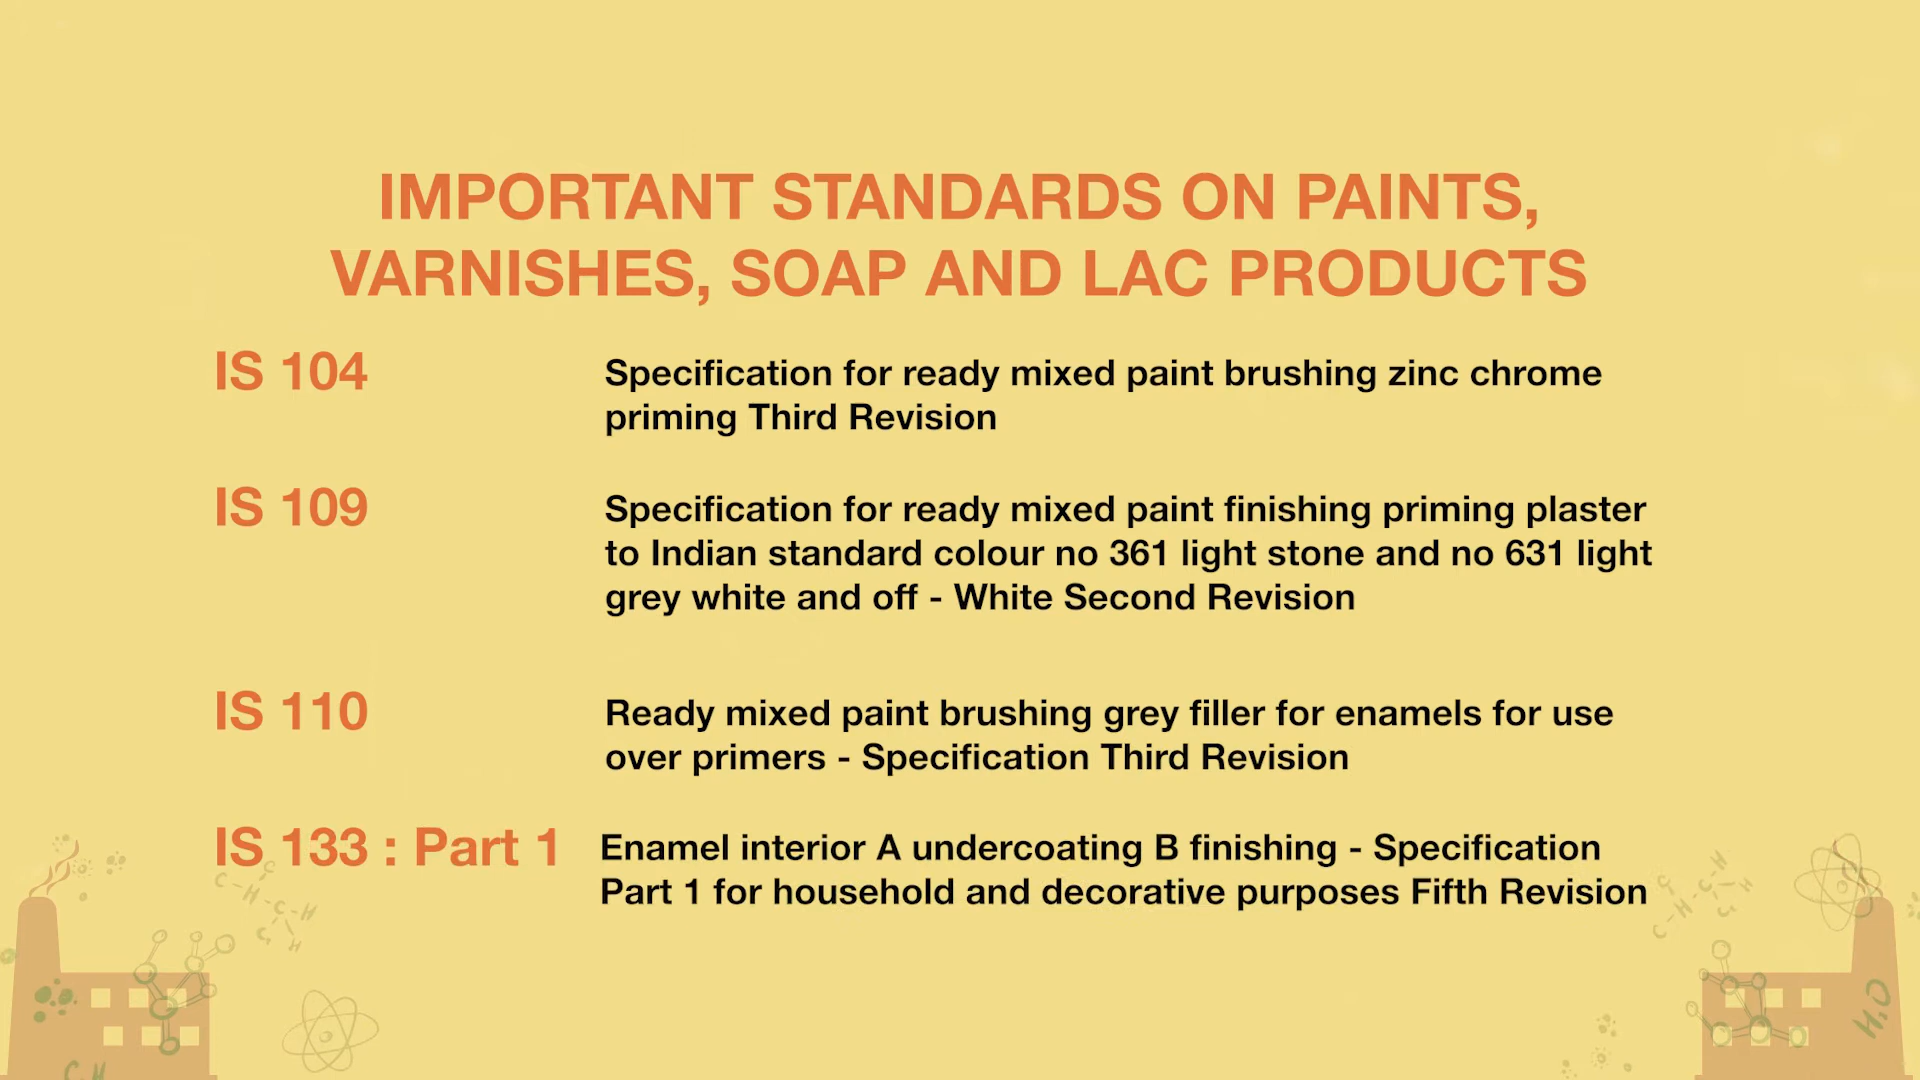 IMPORTANT STANDARDS ON PAINTS,
VARNISHES, SOAP AND LAC PRODUCTS
IS 104
Specification for ready mixed paint brushing zinc chrome
priming Third Revision
IS 109
Specification for ready mixed paint finishing priming plaster
to Indian standard colour no 361 light stone and no 631 light
grey white and off - White Second Revision
IS 110
Ready mixed paint brushing grey filler for enamels for use
over primers - Specification Third Revision
IS 133 : Part 1
Enamel interior A undercoating B finishing - Specification
Part 1 for household and decorative purposes Fifth Revision